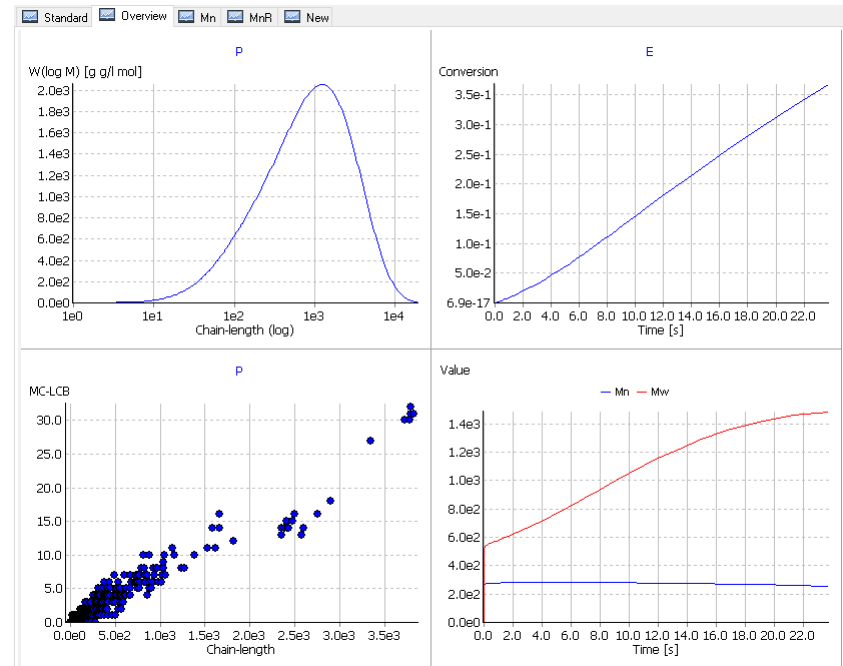 Standard Overview Mn MnR New
P
W(log M) [g g/l mol]
2.0e3
1.8e3
1.6e3
1.4e3
1.2e3
1.0e3
8.0e2
6.0e2
4.0e2
2.0e2
0.0e0
1e0 1e1 1e2 1e3 1e4
Chain-length (log)
E
Conversion
3.5e-1
3.0e-1
2.5e-1
2.0e-1
1.5e-1
1.0e-1
5.0e-2
6.9e-17
0.0 2.0 4.0 6.0 8.0 10.0 12.0 14.0 16.0 18.0 20.0 22.0
Time [s]
P
MC-LCB
30.0
25.0
20.0
15.0
10.0
5.0
0.0
0.0e0 5.0e2 1.0e3 1.5e3 2.0e3 2.5e3 3.0e3 3.5e3
Chain-length
Value
Mn Mw
1.4e3
1.2e3
1.0e3
8.0e2
6.0e2
4.0e2
2.0e2
0.0e0
0.0 2.0 4.0 6.0 8.0 10.0 12.0 14.0 16.0 18.0 20.0 22.0
Time [s]